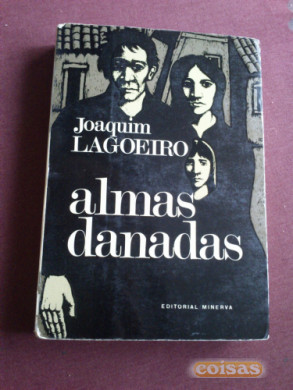 Joaquim
LAGOEIRO
almas
danadas
EDITORIAL MINERVA
coisas